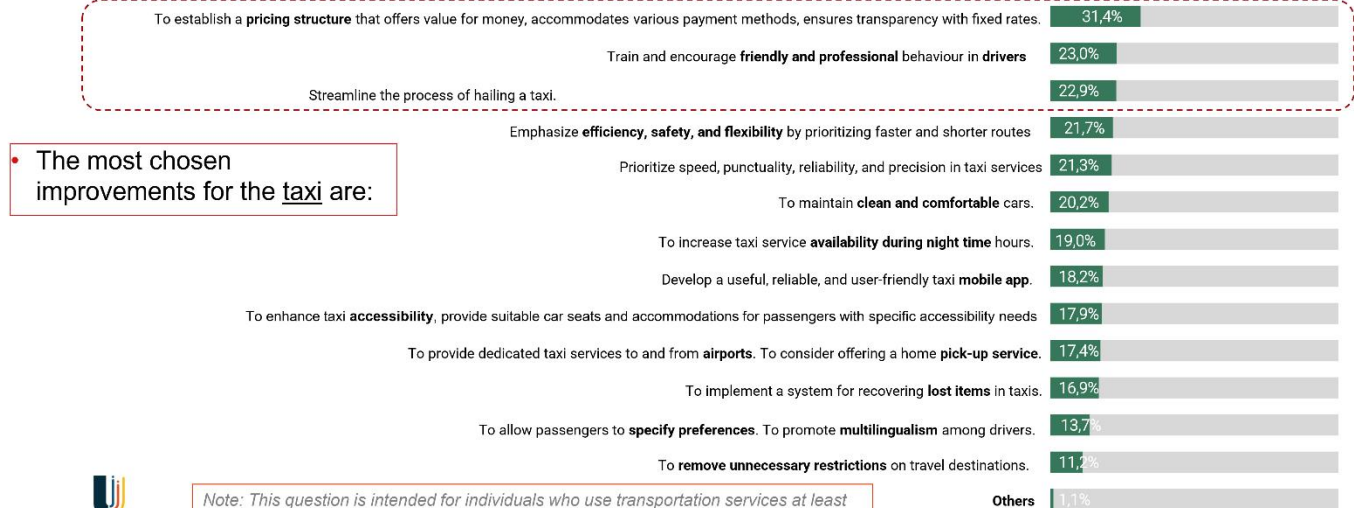 To establish a pricing structure that offers value for money, accommodates various payment methods, ensures transparency with fixed rates. 31,4%
Train and encourage friendly and professional behaviour in drivers 23,0%
Streamline the process of hailing a taxi. 22,9%
Emphasize efficiency, safety, and flexibility by prioritizing faster and shorter routes 21,7%
• The most chosen
improvements for the taxi are:
Prioritize speed, punctuality, reliability, and precision in taxi services 21,3%
To maintain clean and comfortable cars. 20,2%
To increase taxi service availability during night time hours. 19,0%
Develop a useful, reliable, and user-friendly taxi mobile app. 18,2%
To enhance taxi accessibility, provide suitable car seats and accommodations for passengers with specific accessibility needs 17,9%
To provide dedicated taxi services to and from airports. To consider offering a home pick-up service. 17,4%
To implement a system for recovering lost items in taxis. 16,9%
To allow passengers to specify preferences. To promote multilingualism among drivers. 13,7%
To remove unnecessary restrictions on travel destinations. 11,2%
Note: This question is intended for individuals who use transportation services at least
Others 1,1%